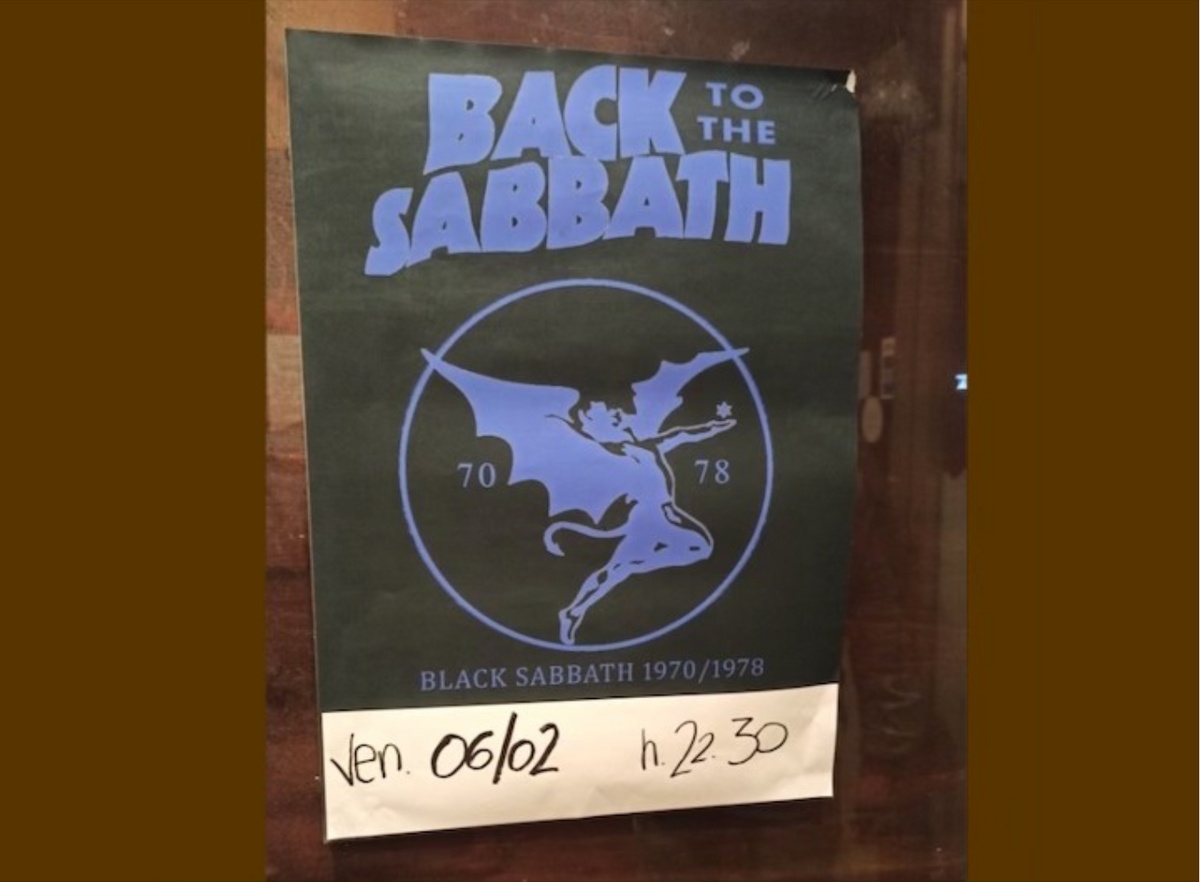 BACK TO THE
SABBATH
70 78
BLACK SABBATH 1970/1978
Ven. 06/02 h. 22.30